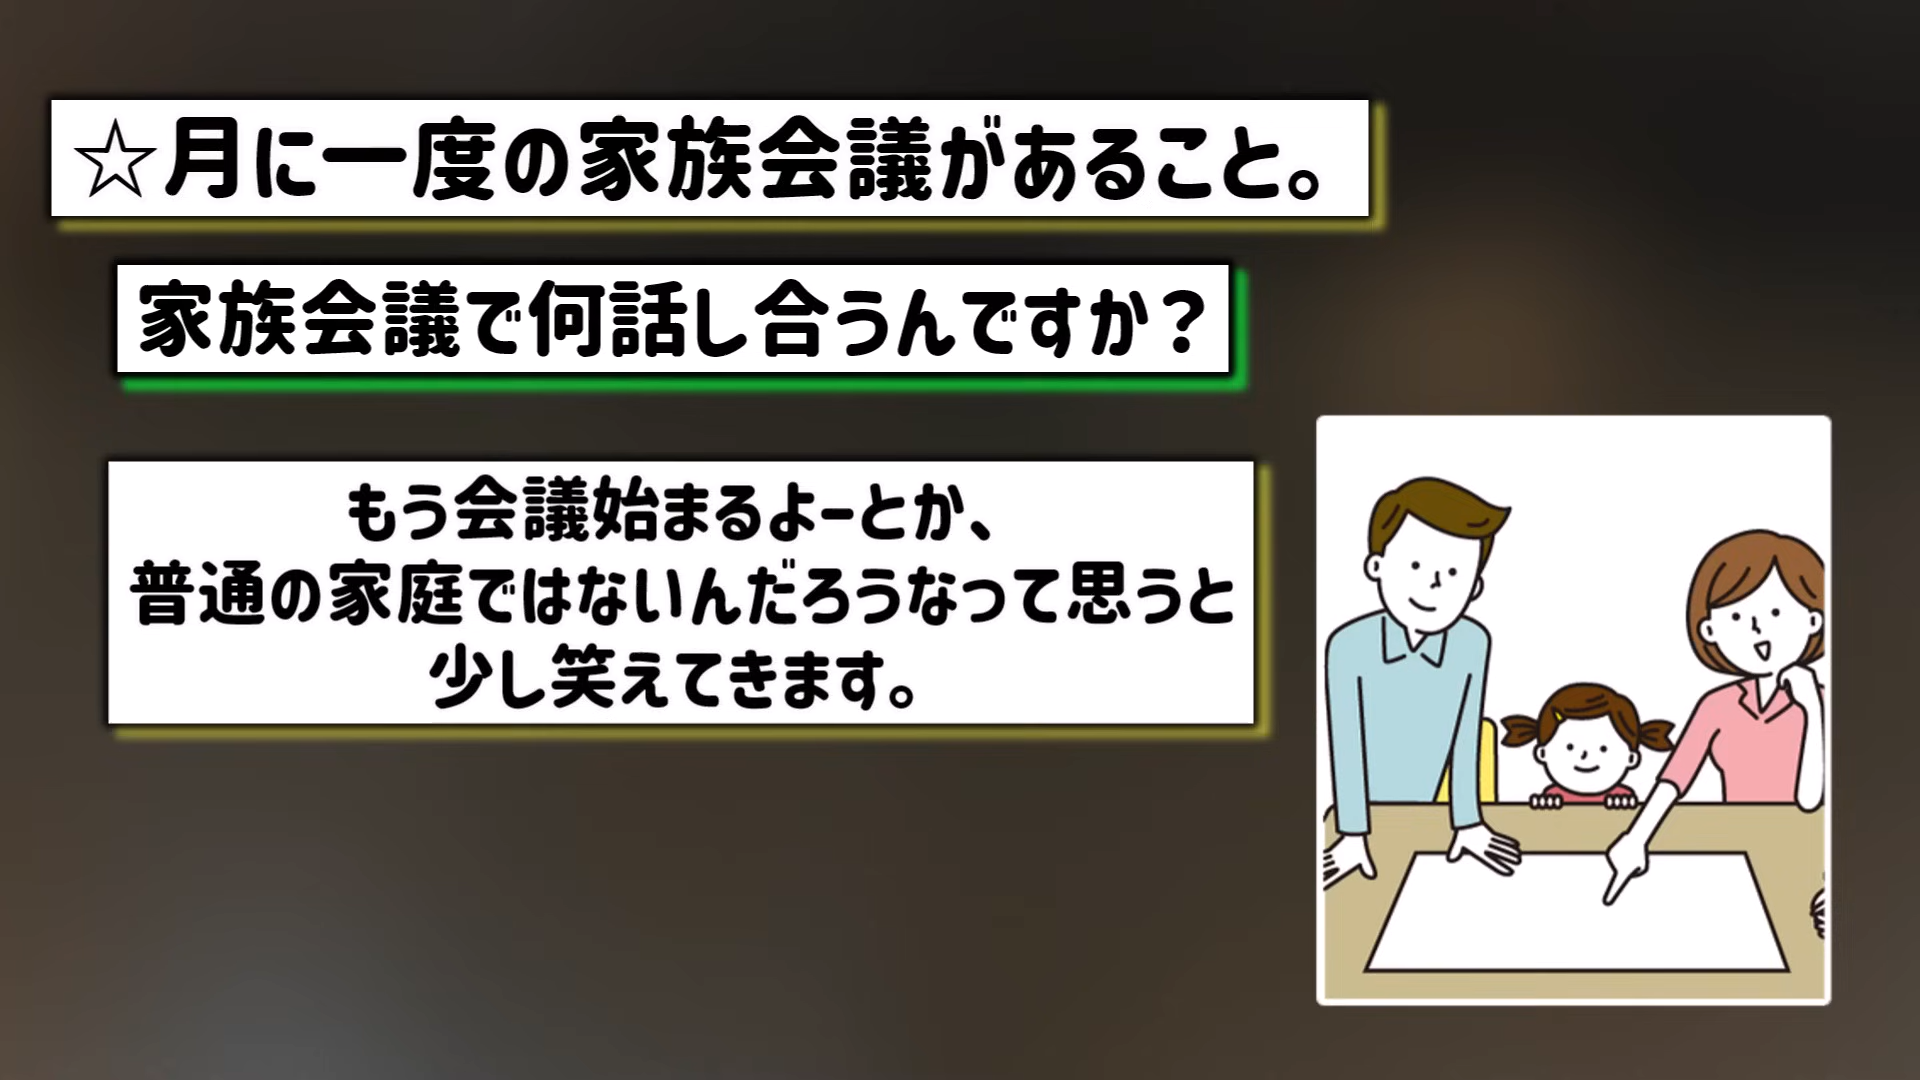 ☆月に一度の家族会議があること。
家族会議で何話し合うんですか？
もう会議始まるよーとか、
普通の家庭ではないんだろうなって思うと
少し笑えてきます。